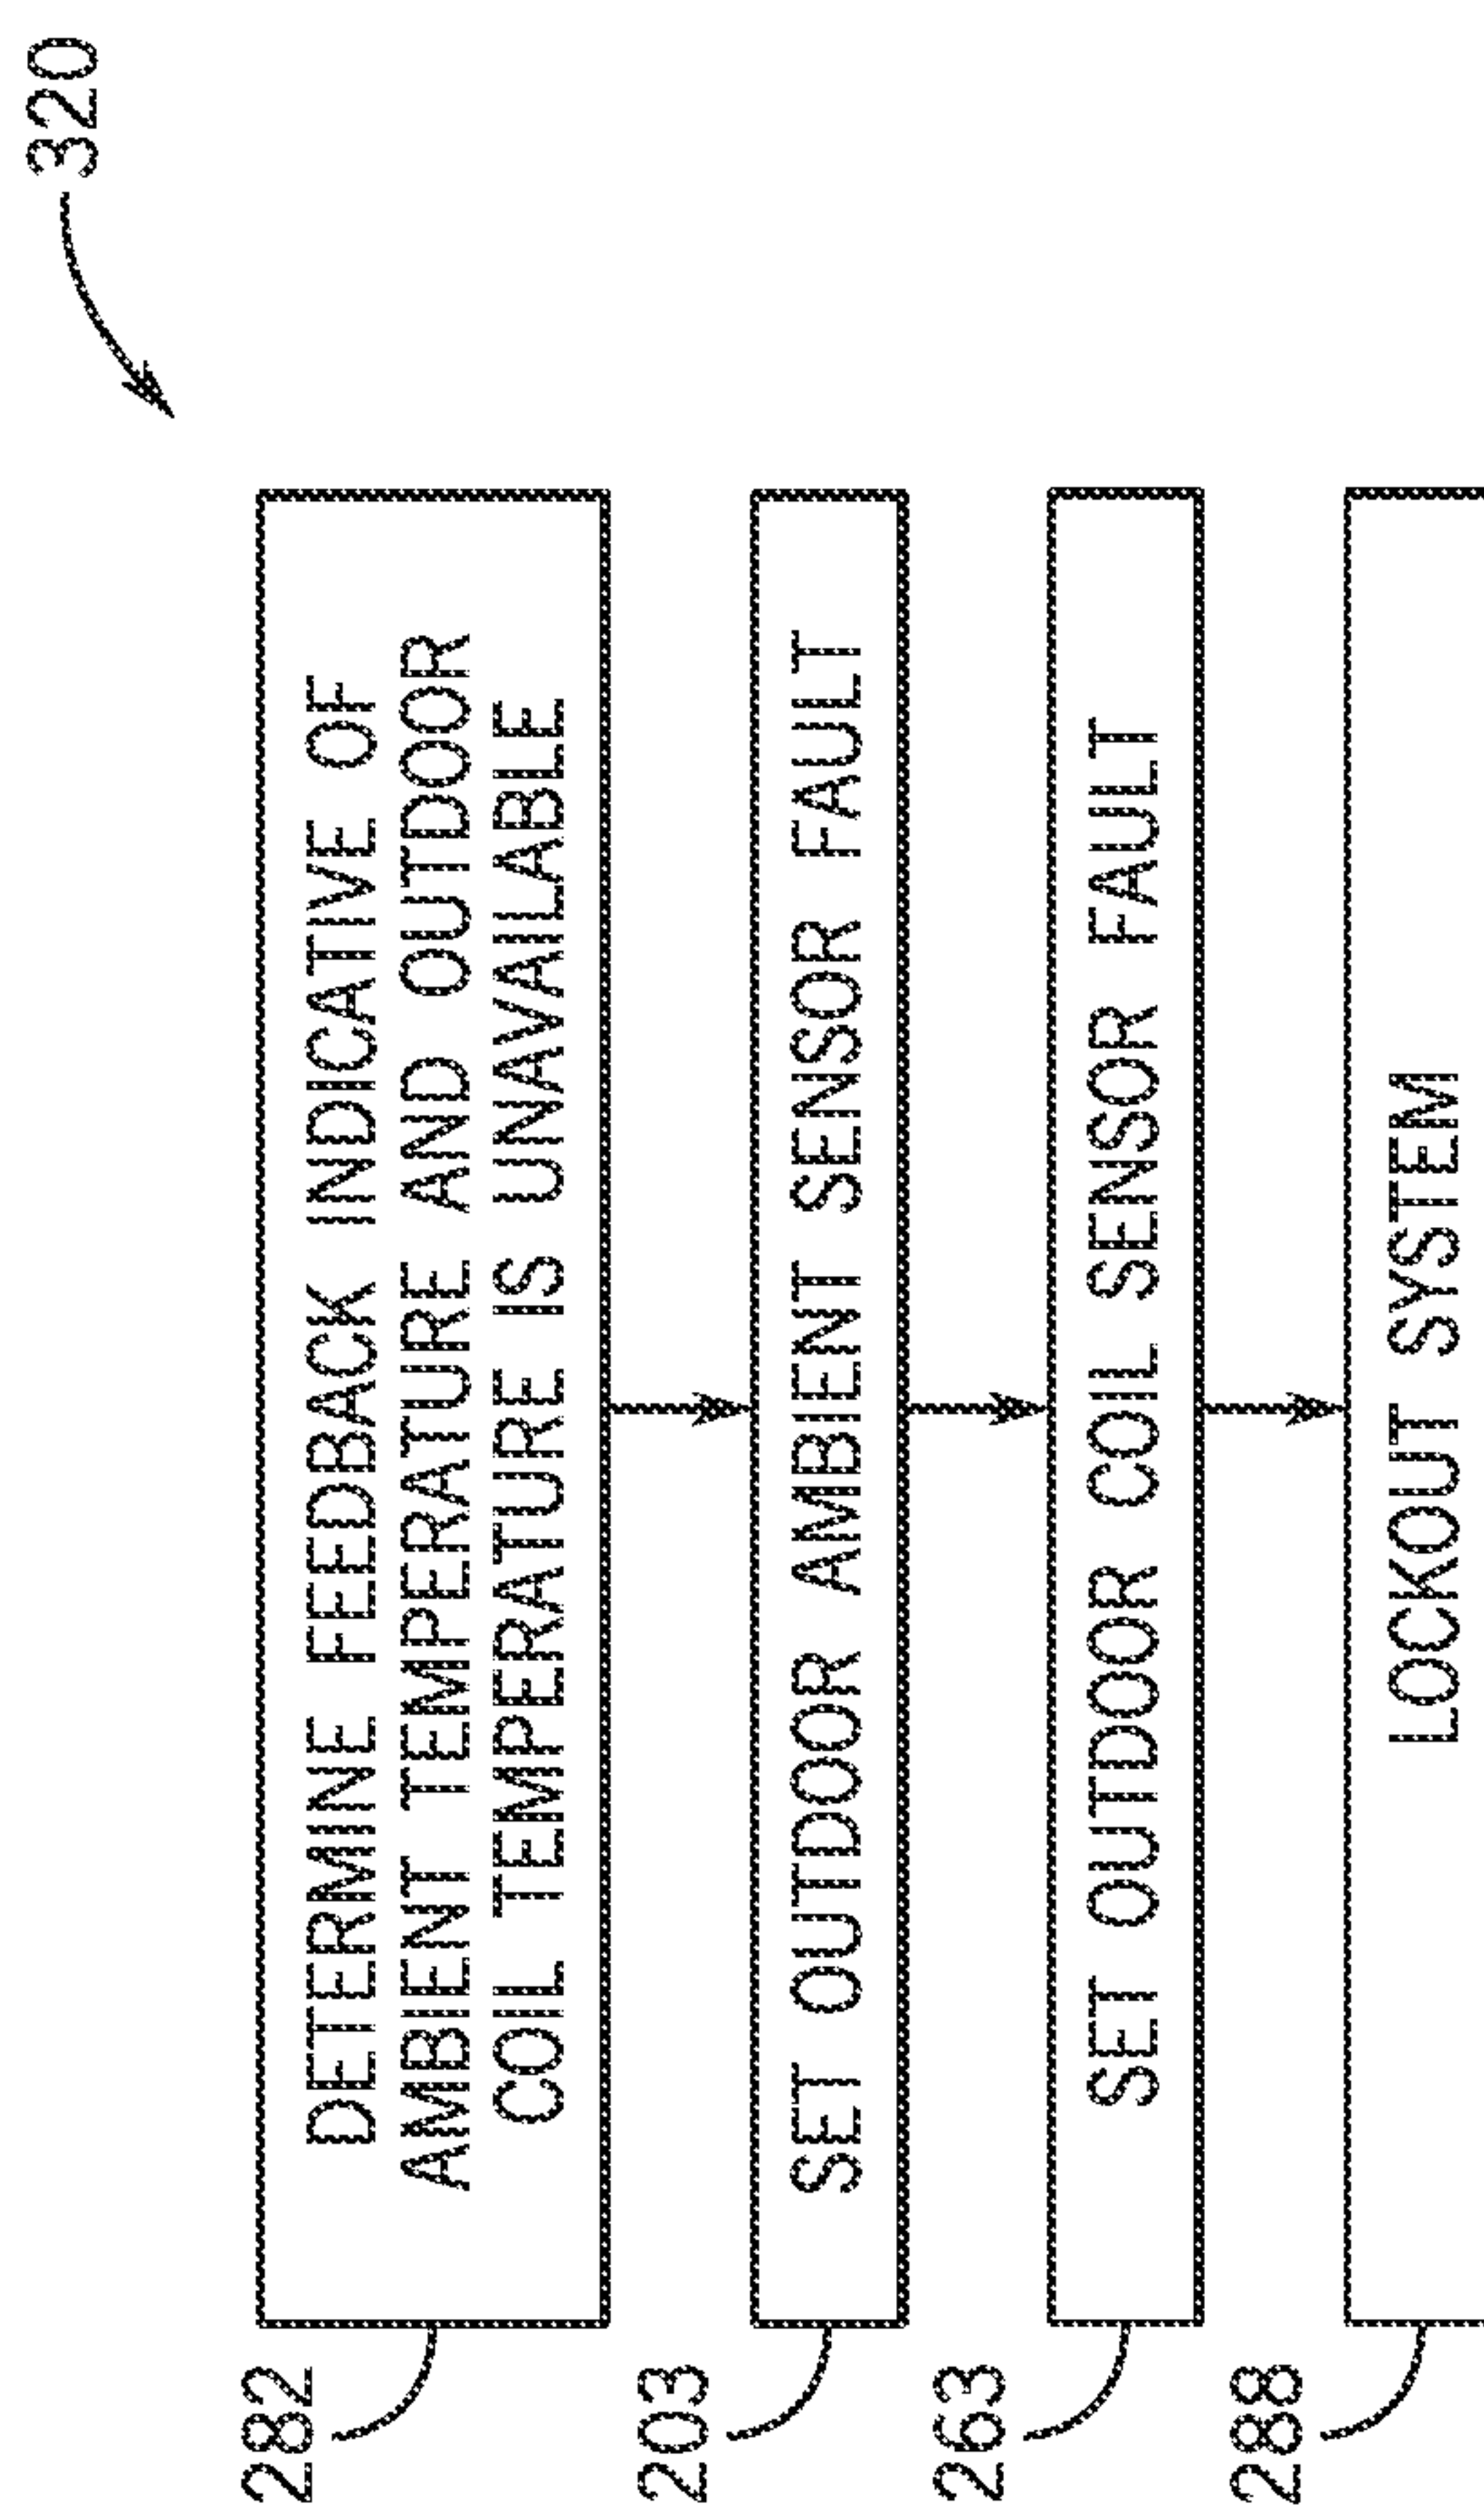 320
282
DETERMINE FEEDBACK INDICATIVE OF
AMBIENT TEMPERATURE AND OUTDOOR
COIL TEMPERATURE IS UNAVAILABLE
203
SET OUTDOOR AMBIENT SENSOR FAULT
263
SET OUTDOOR COIL SENSOR FAULT
288
LOCKOUT SYSTEM